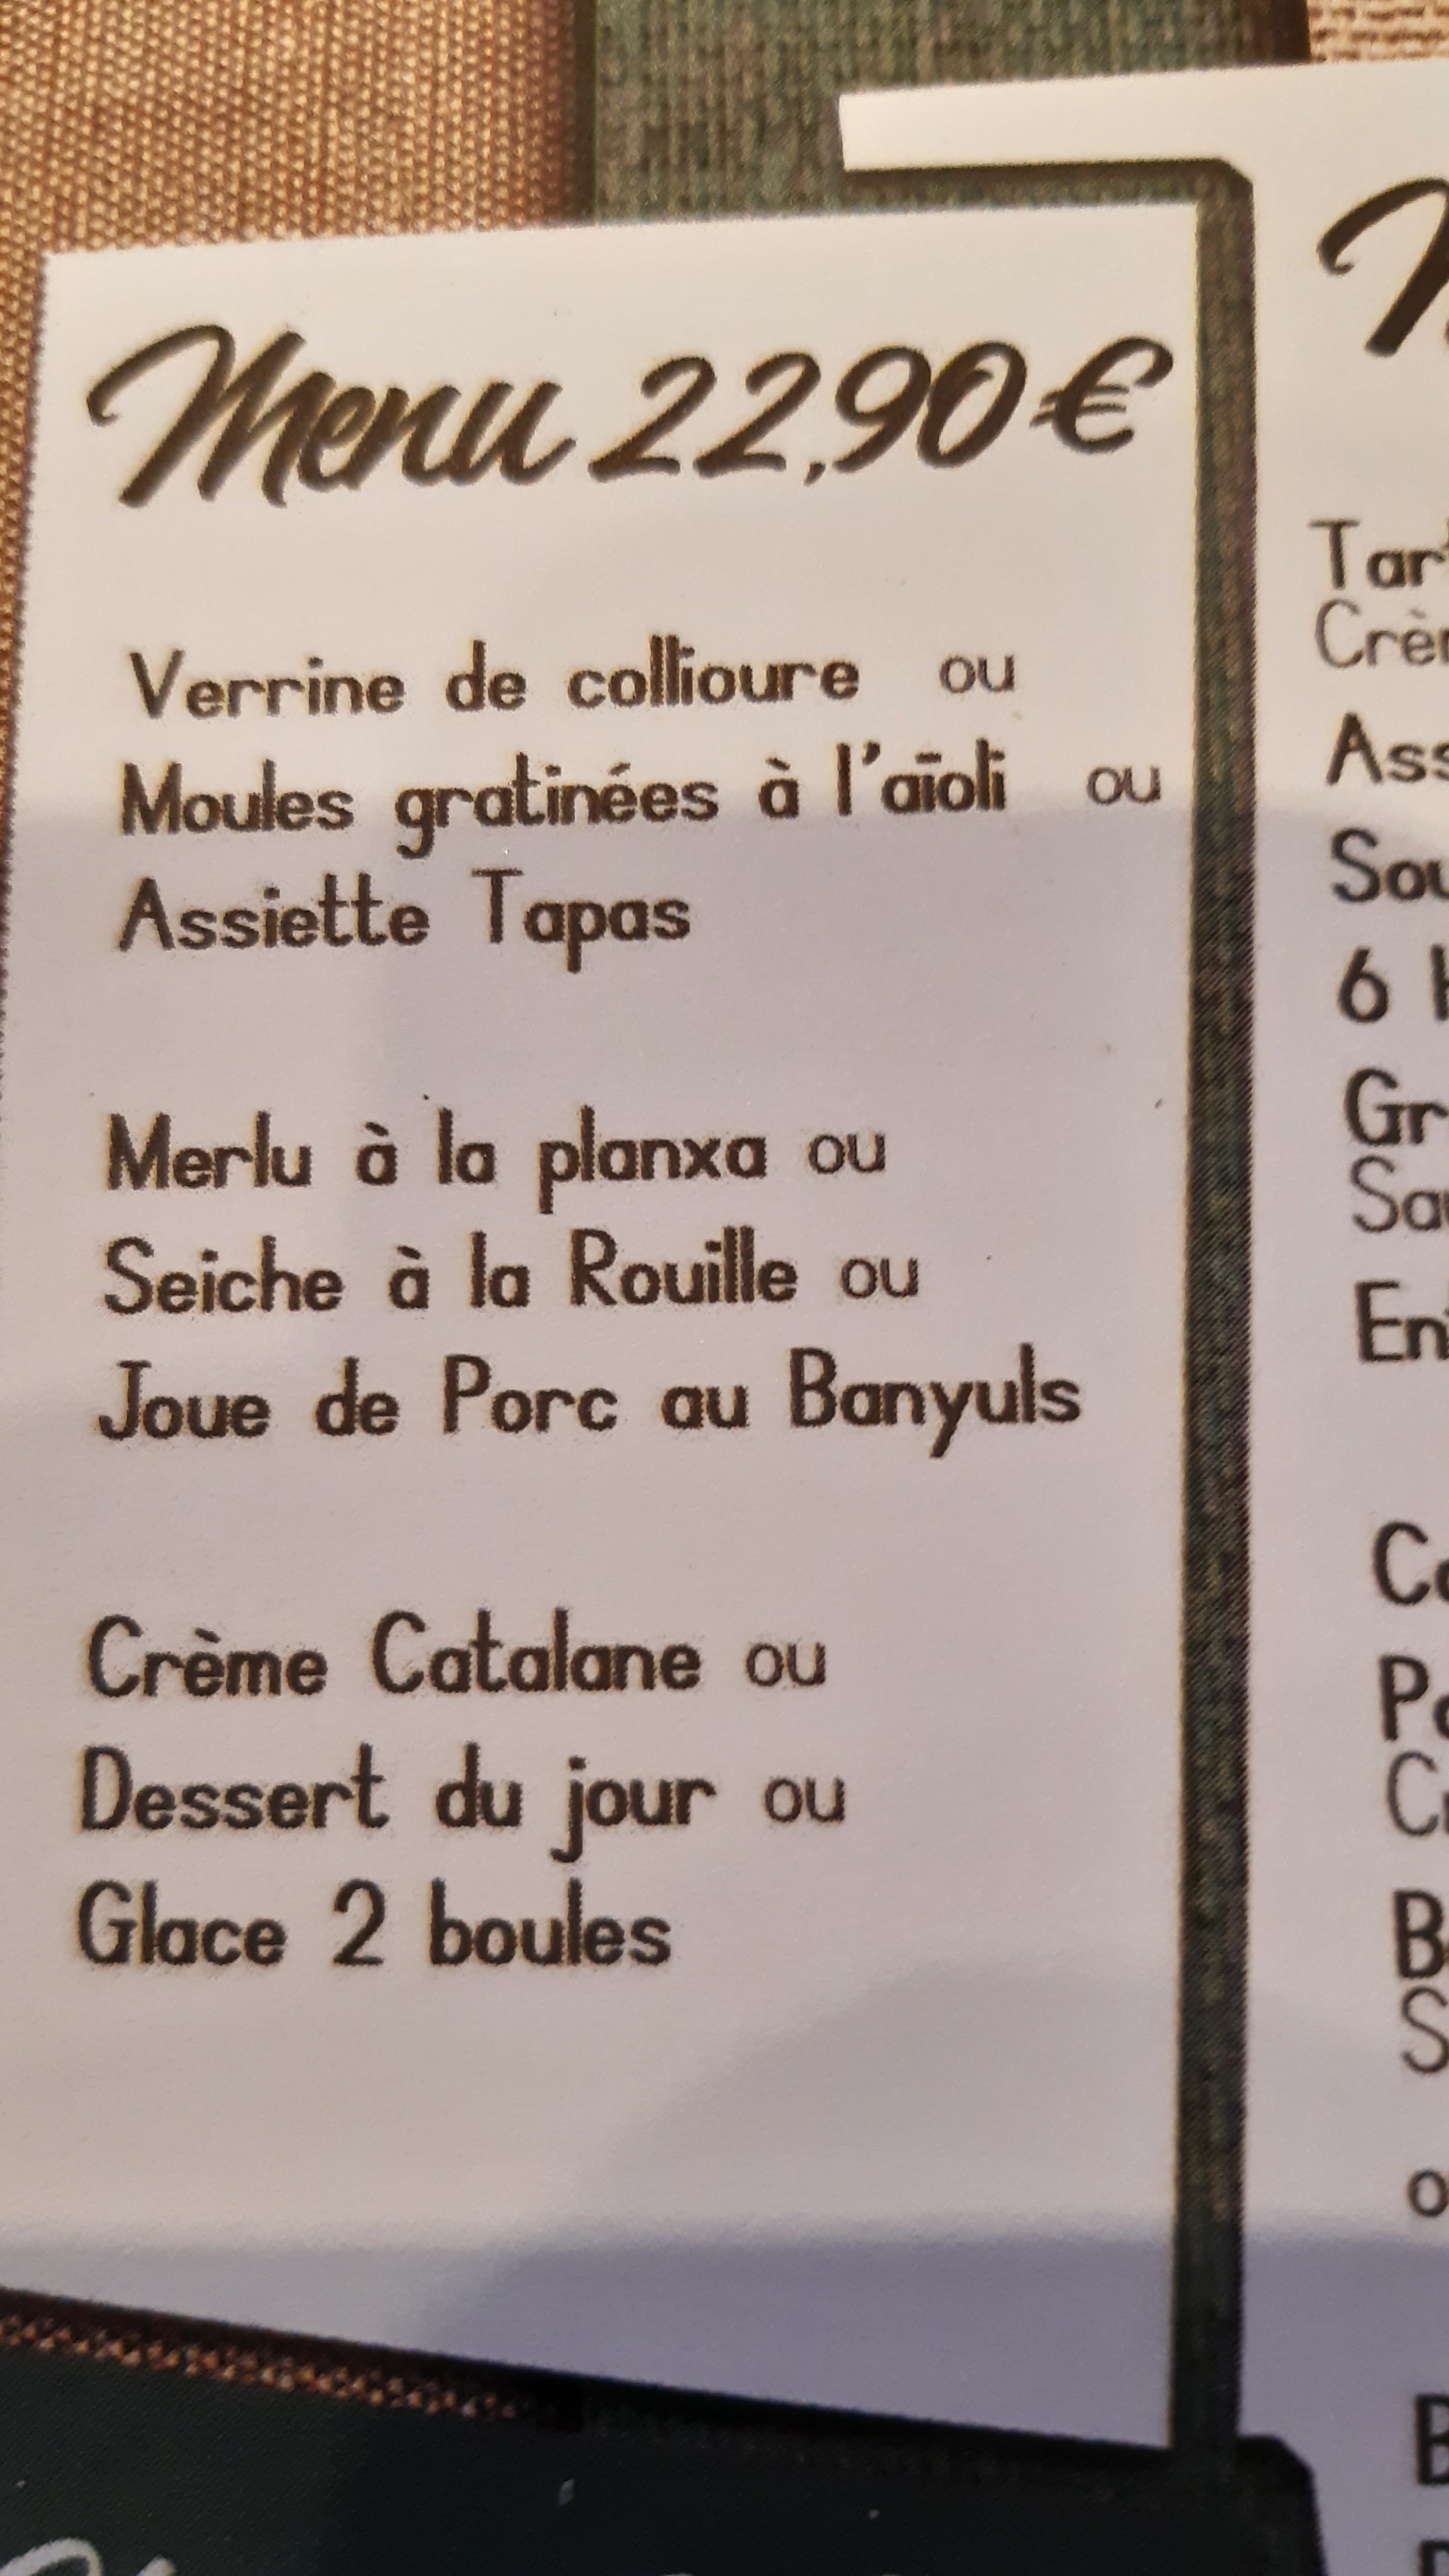 Menu 22,90€
Verrine de collioure ou
Moules gratinées à l'aïoli ou
Assiette Tapas
Merlu à la planxa ou
Seiche à la Rouille ou
Joue de Porc au Banyuls
Crème Catalane ou
Dessert du jour ou
Glace 2 boules
6